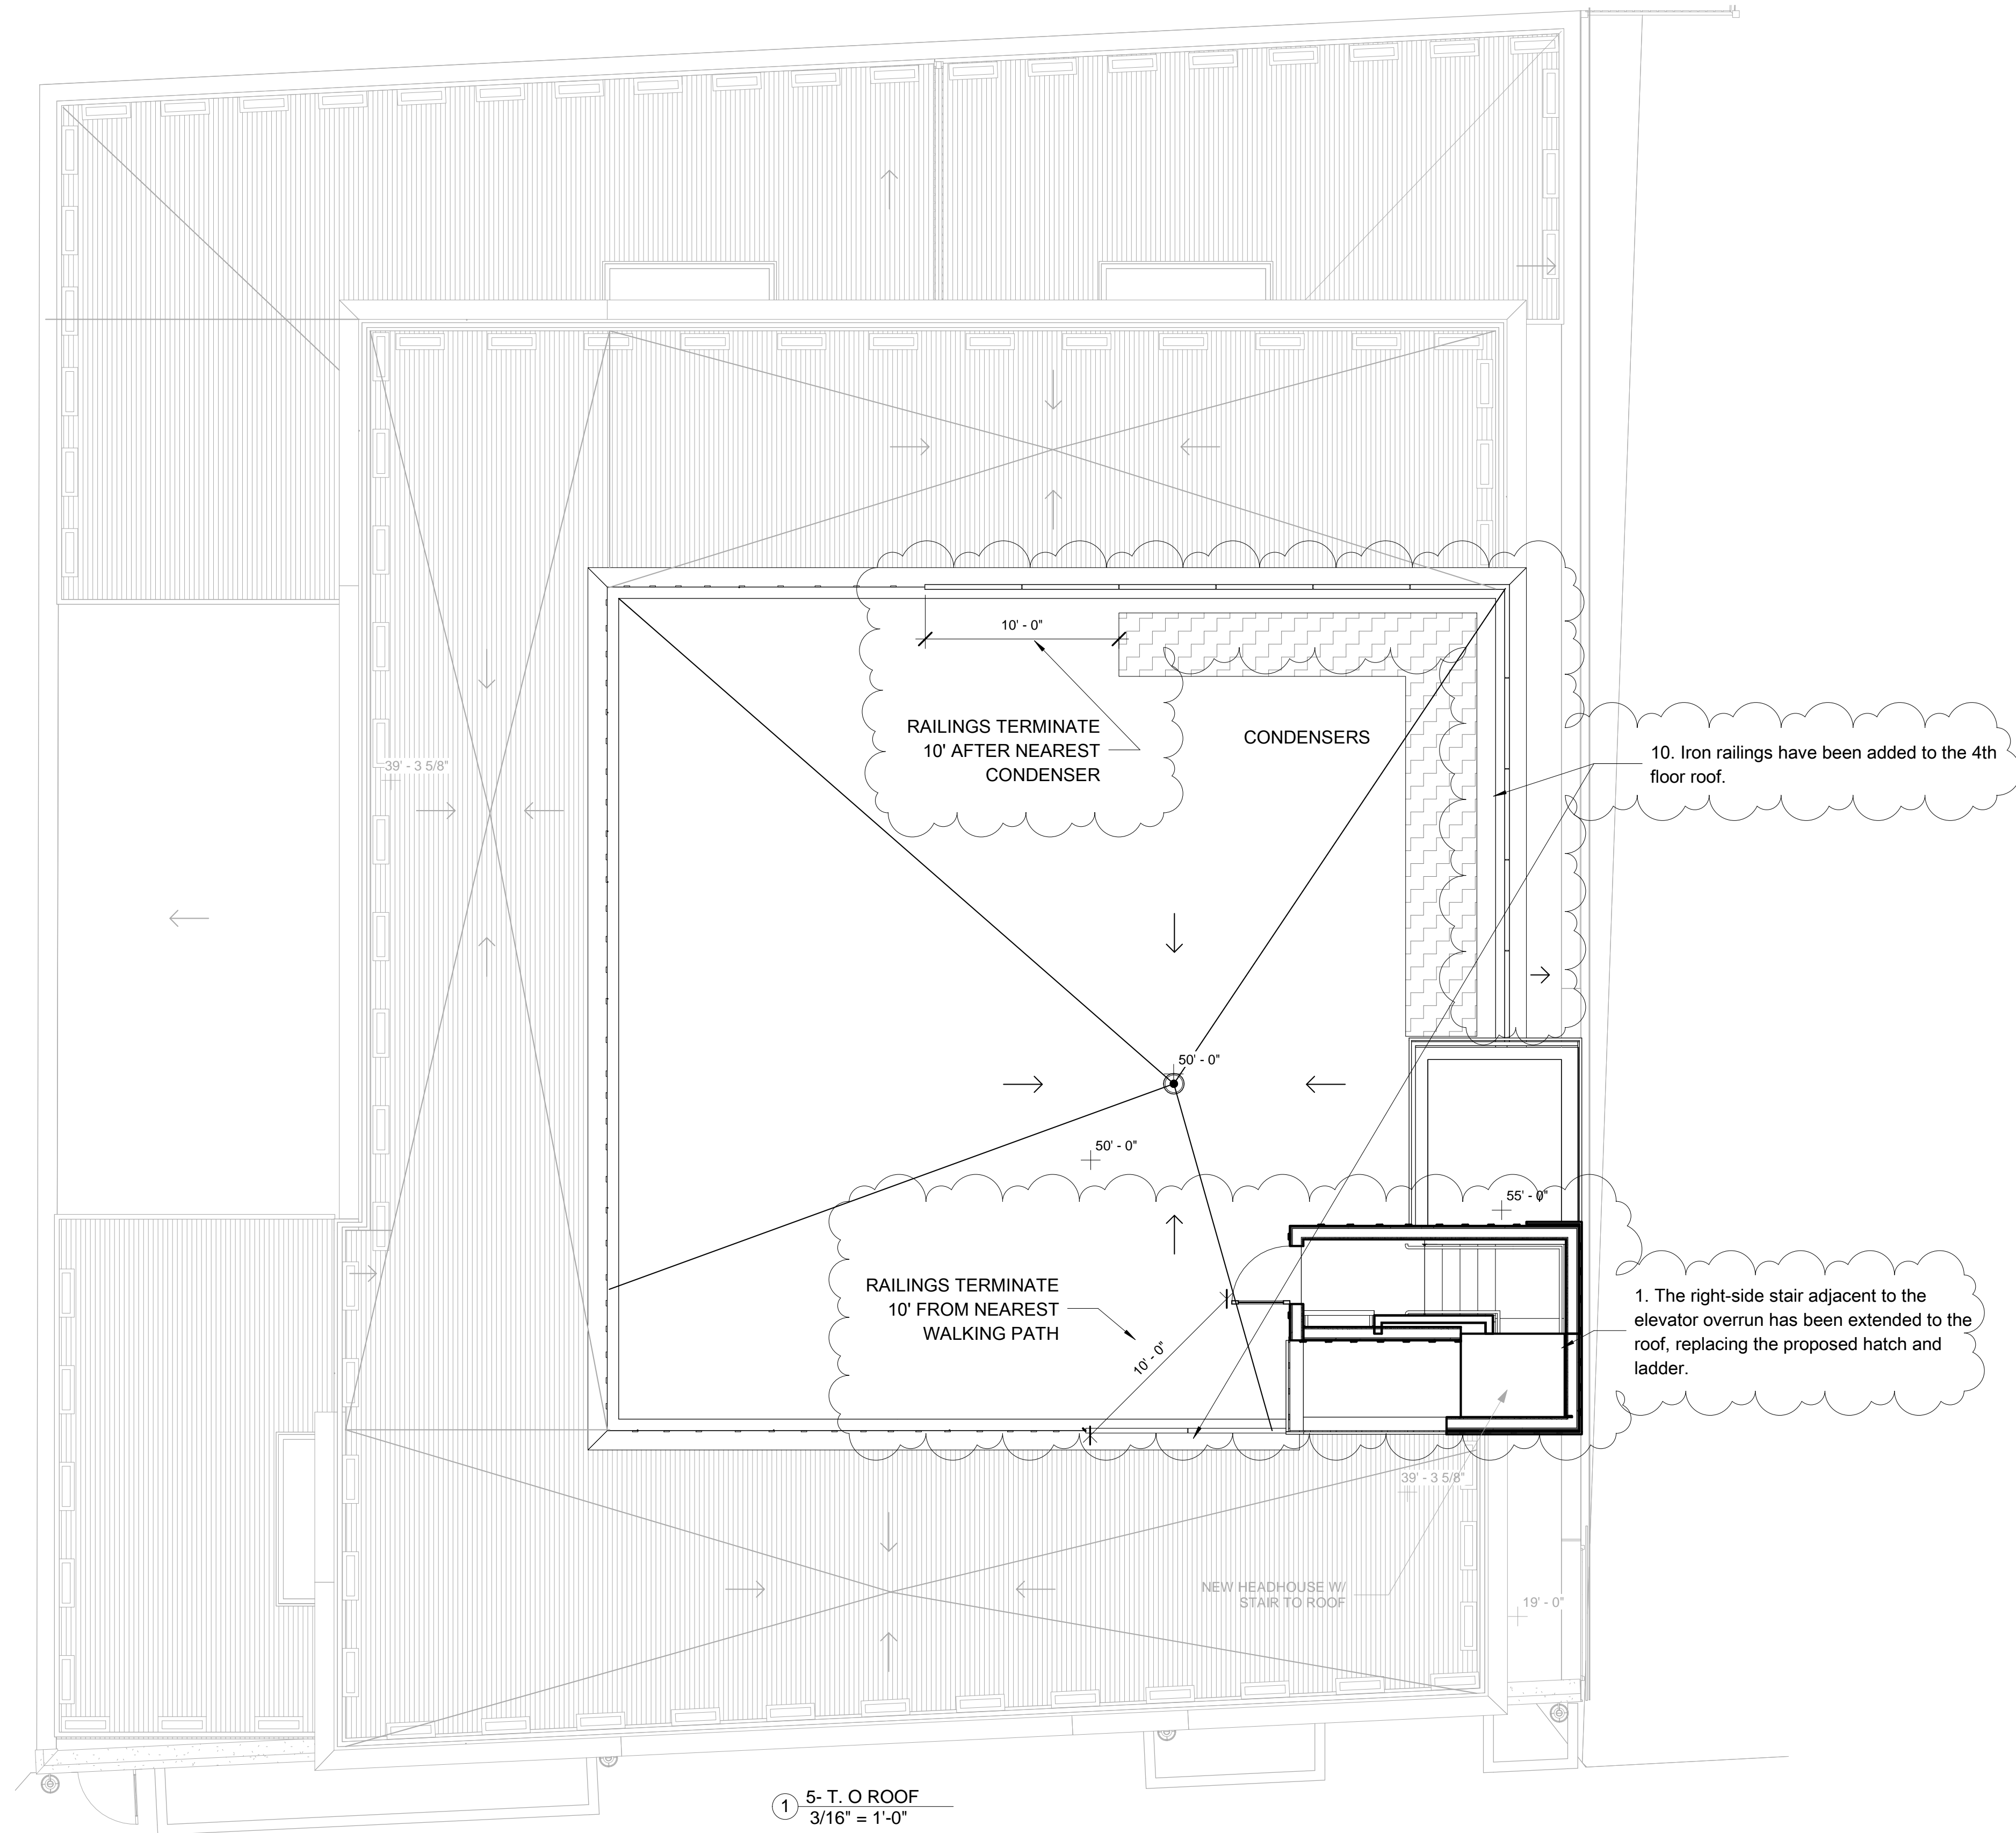 10' - 0"
RAILINGS TERMINATE
10' AFTER NEAREST
CONDENSER
CONDENSERS
10. Iron railings have been added to the 4th
floor roof.
39' - 3 5/8"
50' - 0"
50' - 0"
55' - 0"
RAILINGS TERMINATE
10' FROM NEAREST
WALKING PATH
10' - 0"
1. The right-side stair adjacent to the
elevator overrun has been extended to the
roof, replacing the proposed hatch and
ladder.
39' - 3 5/8"
NEW HEADHOUSE W/
STAIR TO ROOF
19' - 0"
1
5- T. O ROOF
3/16" = 1'-0"